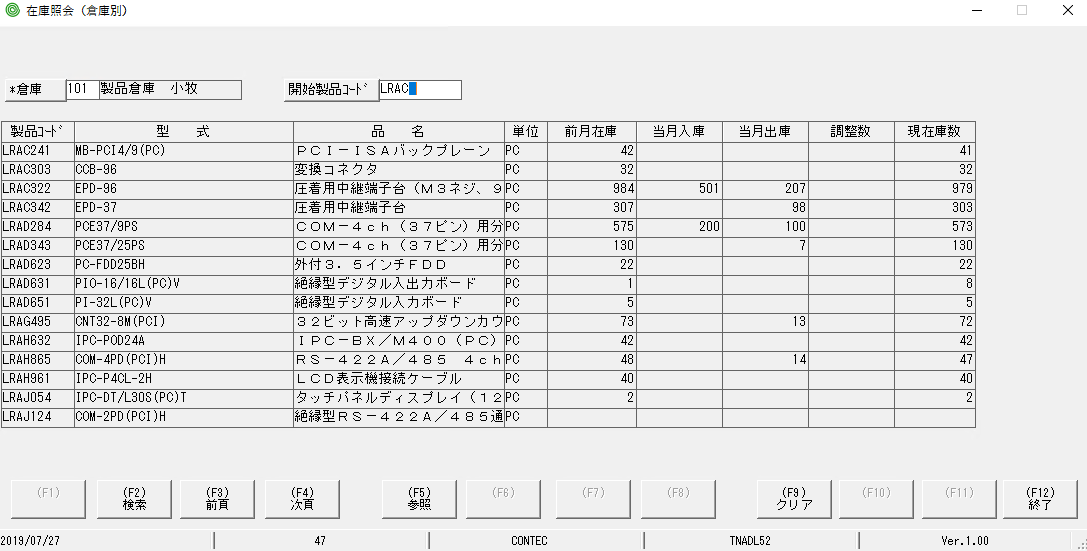 在庫照会（倉庫別）
*倉庫 101 製品倉庫　小牧 開始製品ｺｰﾄﾞ LRAC
製品ｺｰﾄﾞ 型　　式 品　　名 単位 前月在庫 当月入庫 当月出庫 調整数 現在庫数
LRAC241 MB-PCI4/9(PC) ＰＣＩ－ＩＳＡバックプレーン PC 42 41
LRAC303 CCB-96 変換コネクタ PC 32 32
LRAC322 EPD-96 圧着用中継端子台（Ｍ３ネジ、９ PC 984 501 207 979
LRAC342 EPD-37 圧着用中継端子台 PC 307 98 303
LRAD284 PCE37/9PS ＣＯＭ－４ｃｈ（３７ピン）用分 PC 575 200 100 573
LRAD343 PCE37/25PS ＣＯＭ－４ｃｈ（３７ピン）用分 PC 130 7 130
LRAD623 PC-FDD25BH 外付３．５インチＦＤＤ PC 22 22
LRAD631 PIO-16/16L(PC)V 絶縁型デジタル入出力ボード PC 1 8
LRAD651 PI-32L(PC)V 絶縁型デジタル入力ボード PC 5 5
LRAG495 CNT32-8M(PCI) ３２ビット高速アップダウンカウ PC 73 13 72
LRAH632 IPC-POD24A ＩＰＣ－ＢＸ／Ｍ４００（ＰＣ） PC 42 42
LRAH865 COM-4PD(PCI)H ＲＳ－４２２Ａ／４８５　４ｃｈ PC 48 14 47
LRAH961 IPC-P4CL-2H ＬＣＤ表示機接続ケーブル PC 40 40
LRAJ054 IPC-DT/L30S(PC)T タッチパネルディスプレイ（１２ PC 2 2
LRAJ124 COM-2PD(PCI)H 絶縁型ＲＳ－４２２Ａ／４８５通 PC
(F1) (F2) (F3) (F4) (F5) (F6) (F7) (F8) (F9) (F10) (F11) (F12)
検索 前頁 次頁 参照 クリア 終了
2019/07/27 47 CONTEC TNADL52 Ver.1.00